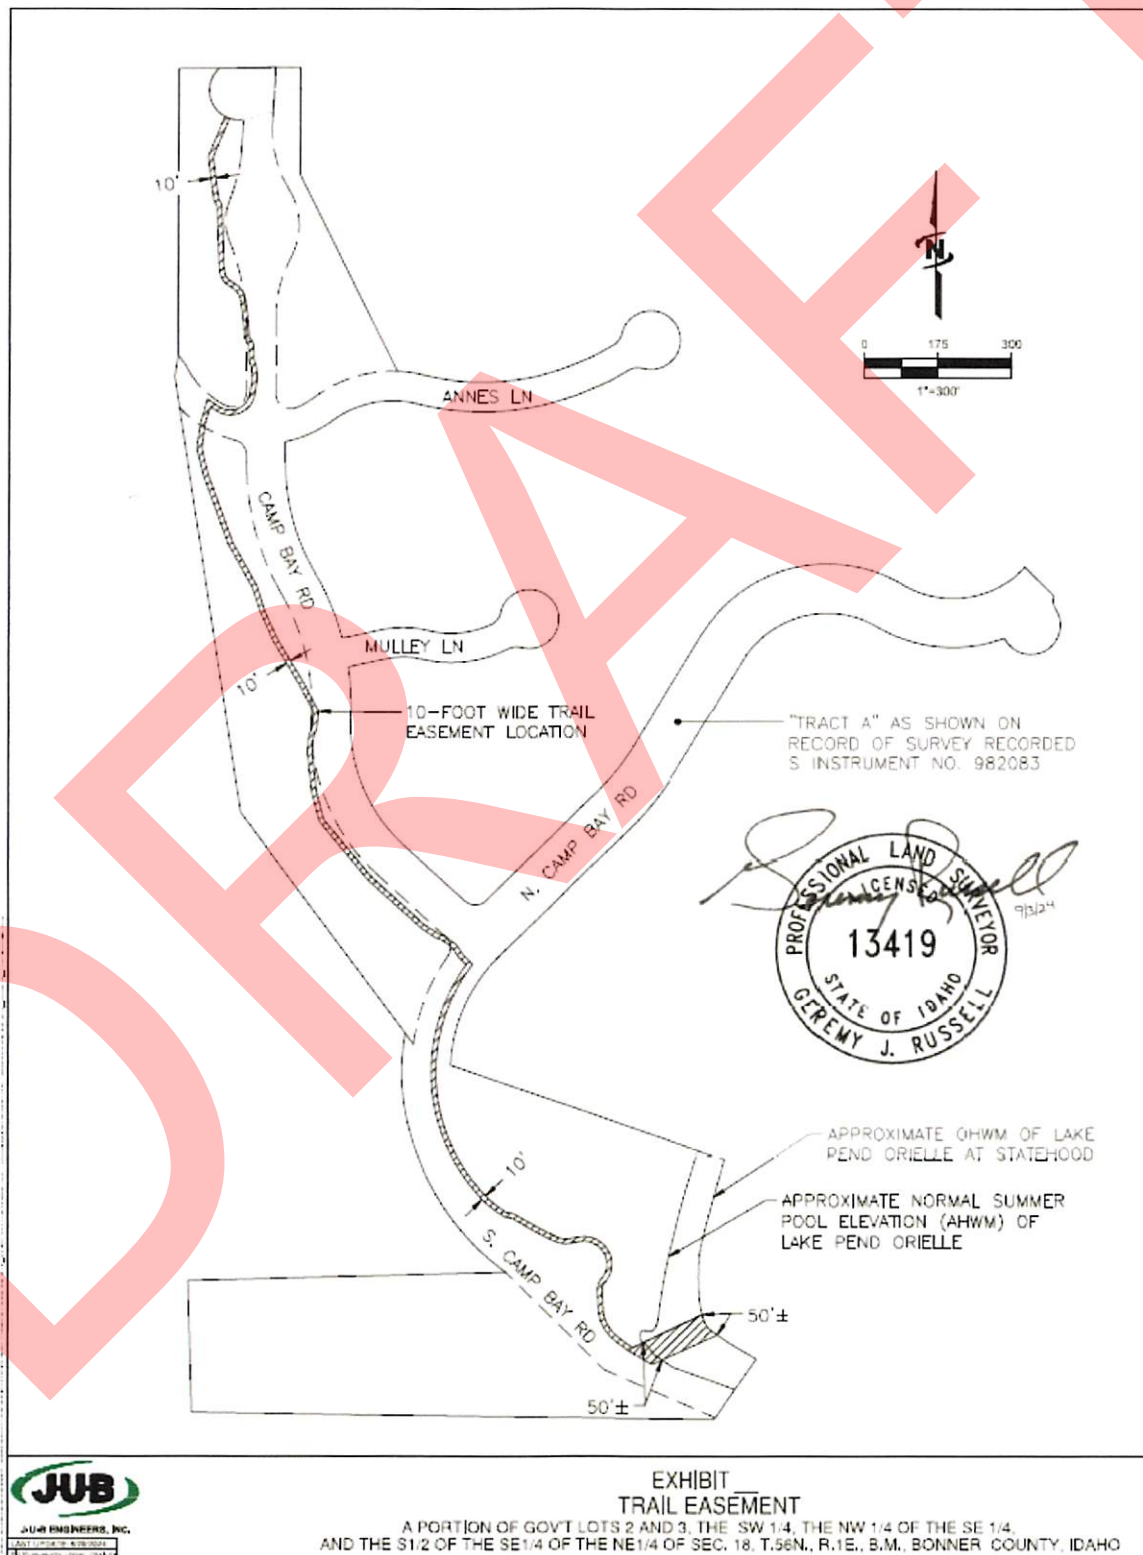 DRAFT
10'
N
0 175 300
1"=300'
ANNES LN
CAMP BAY RD
MULLEY LN
10'
10-FOOT WIDE TRAIL
EASEMENT LOCATION
"TRACT A" AS SHOWN ON
RECORD OF SURVEY RECORDED
S INSTRUMENT NO. 982083
N. CAMP BAY RD
PROFESSIONAL LAND SURVEYOR
LICENSED
13419
STATE OF IDAHO
GEREMY J. RUSSELL
Geremy Russell
9/3/24
10'
APPROXIMATE OHWM OF LAKE
PEND ORIELLE AT STATEHOOD
APPROXIMATE NORMAL SUMMER
POOL ELEVATION (AHWM) OF
LAKE PEND ORIELLE
S. CAMP BAY RD
50'±
50'±
JUB
J-U-B ENGINEERS, INC.
EXHIBIT __
TRAIL EASEMENT
A PORTION OF GOV'T LOTS 2 AND 3, THE SW 1/4, THE NW 1/4 OF THE SE 1/4,
AND THE S1/2 OF THE SE1/4 OF THE NE1/4 OF SEC. 18, T.56N., R.1E., B.M., BONNER COUNTY, IDAHO